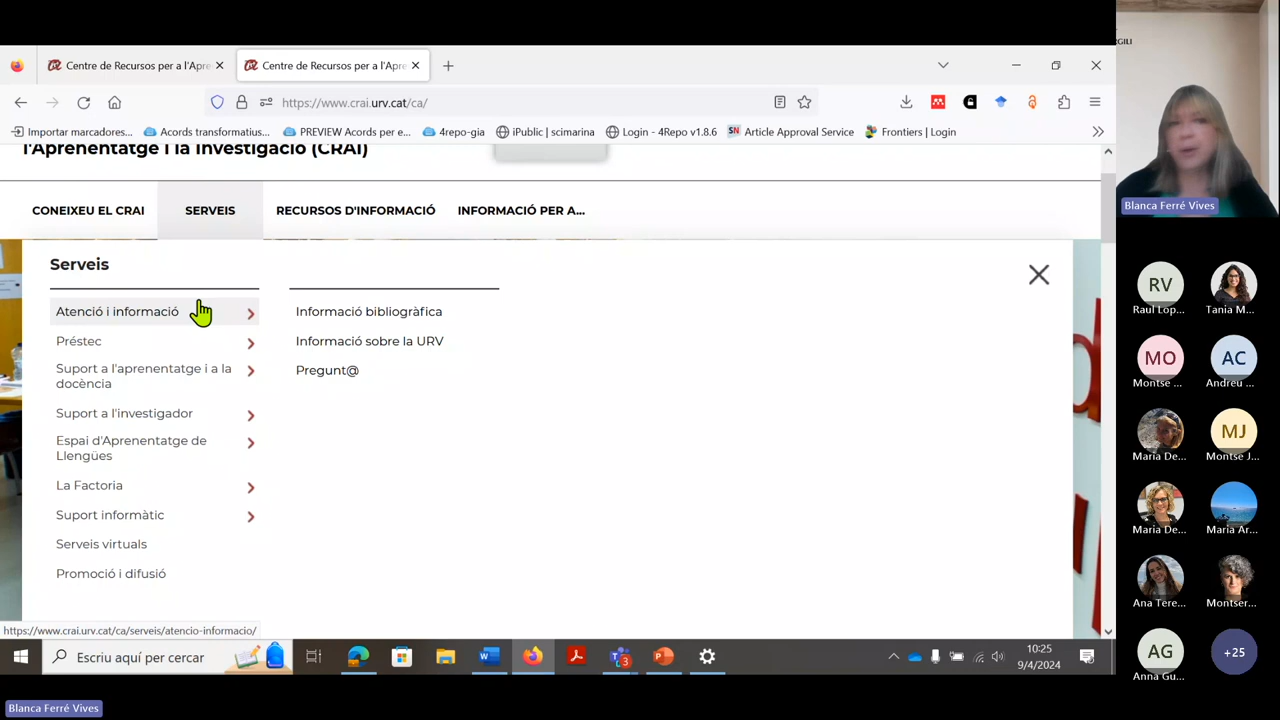 Centre de Recursos per a l'Apre
Centre de Recursos per a l'Apre
https://www.crai.urv.cat/ca/
Importar marcadores...
Acords transformatius...
PREVIEW Acords per e...
4repo-gia
iPublic | scimarina
Login - 4Repo v1.8.6
SN
Article Approval Service
Frontiers | Login
l'Aprenentatge i la Investigació (CRAI)
CONEIXEU EL CRAI
SERVEIS
RECURSOS D'INFORMACIÓ
INFORMACIÓ PER A...
Serveis
Atenció i informació
Préstec
Suport a l'aprenentatge i a la
docència
Suport a l'investigador
Espai d'Aprenentatge de
Llengües
La Factoria
Suport informàtic
Serveis virtuals
Promoció i difusió
Informació bibliogràfica
Informació sobre la URV
Pregunt@
https://www.crai.urv.cat/ca/serveis/atencio-informacio/
Escriu aquí per cercar
3
10:25
9/4/2024
Blanca Ferré Vives
Blanca Ferré Vives
RV
Raul Lop...
Tania M...
MO
Montse ...
AC
Andreu ...
Maria De...
MJ
Montse J...
Maria De...
Maria Ar...
Ana Tere...
Montser...
AG
Anna Gu...
+25